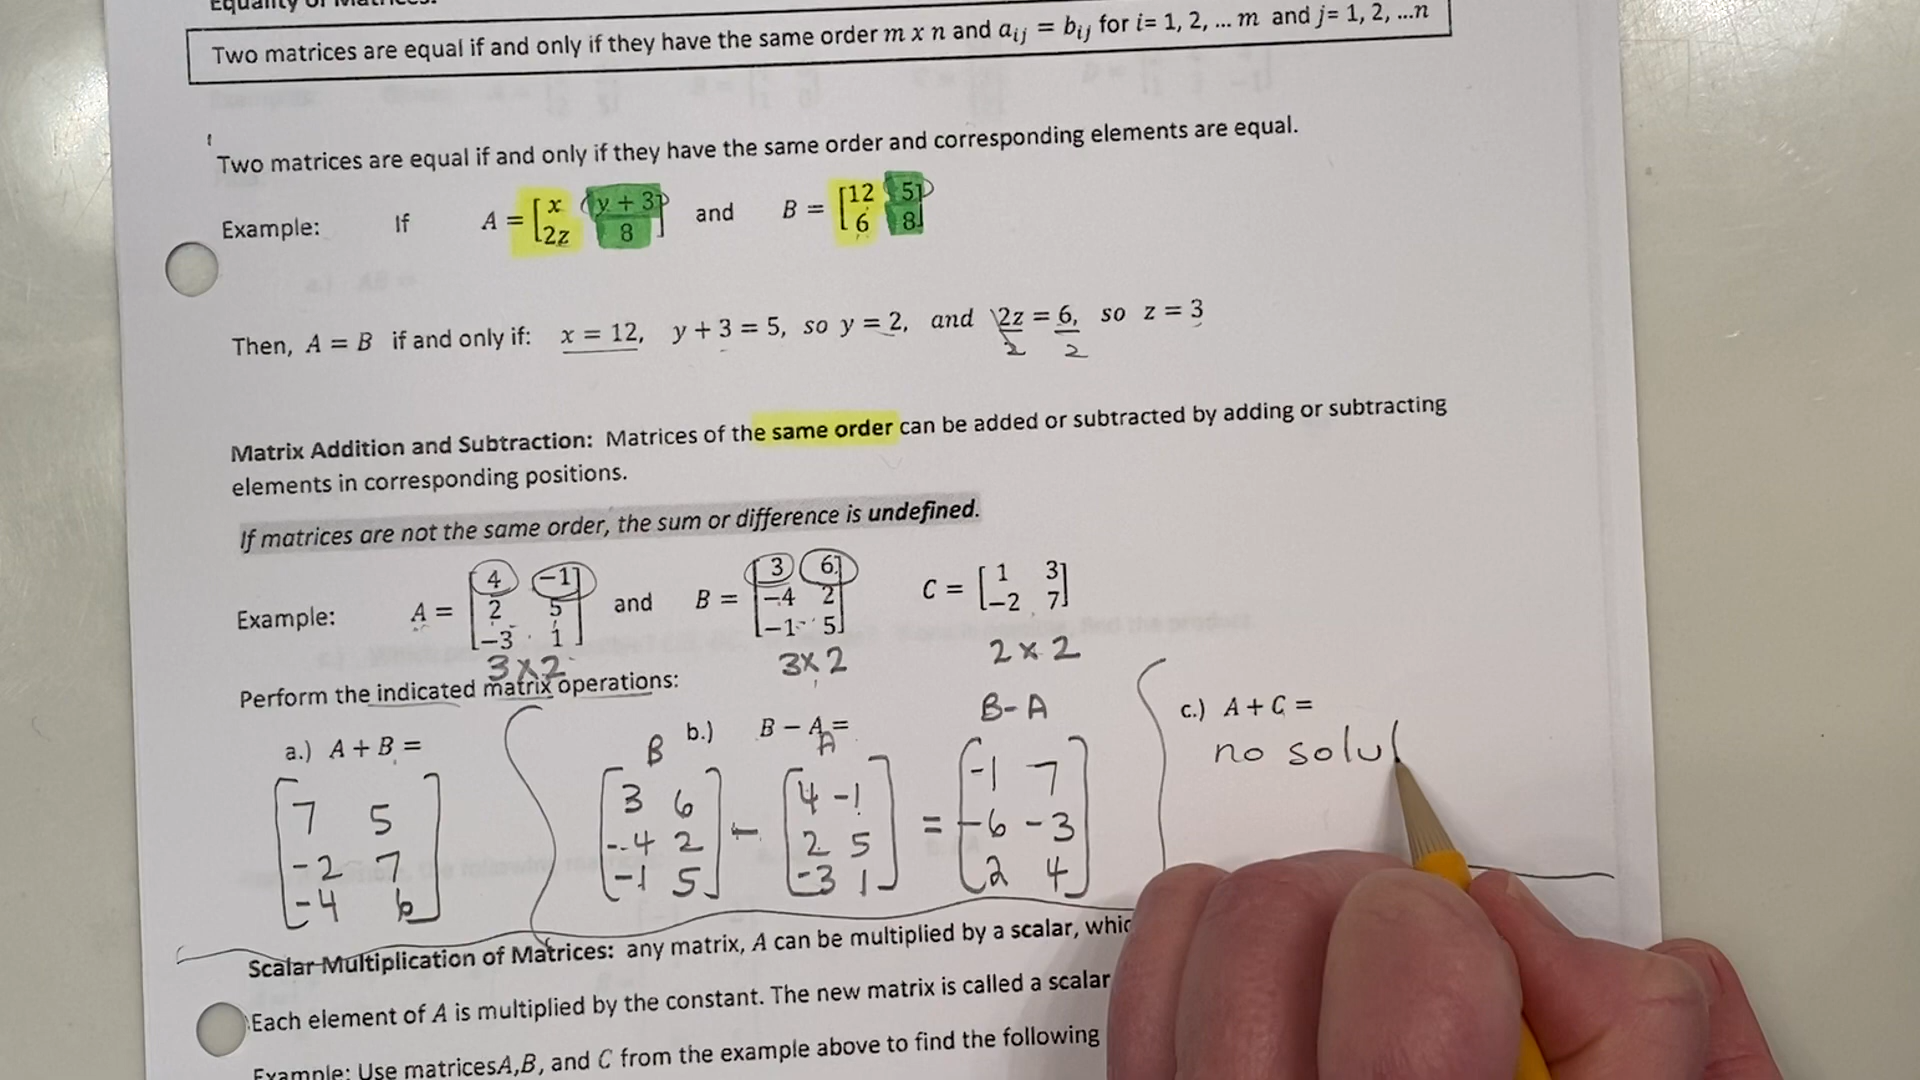 Equality of Matrices:
Two matrices are equal if and only if they have the same order m x n and aᵢⱼ = bᵢⱼ for i= 1, 2, ... m and j= 1, 2, ...n
Two matrices are equal if and only if they have the same order and corresponding elements are equal.
Example: If A = [x y + 3; 2z 8] and B = [12 5; 6 8]
Then, A = B if and only if: x = 12, y + 3 = 5, so y = 2, and 2z = 6, so z = 3
2 2
Matrix Addition and Subtraction: Matrices of the same order can be added or subtracted by adding or subtracting
elements in corresponding positions.
If matrices are not the same order, the sum or difference is undefined.
Example: A = [4 −1; 2 5; −3 1] and B = [3 6; −4 2; −1 5] C = [1 3; −2 7]
3x2 3x2 2x2
Perform the indicated matrix operations:
a.) A + B =
[7 5; -2 7; -4 6]
b.) B − A =
B A B-A
[3 6; -4 2; -1 5] - [4 -1; 2 5; -3 1] = [-1 7; -6 -3; 2 4]
c.) A + C =
no solut
Scalar Multiplication of Matrices: any matrix, A can be multiplied by a scalar, whic
Each element of A is multiplied by the constant. The new matrix is called a scalar
Example: Use matricesA,B, and C from the example above to find the following